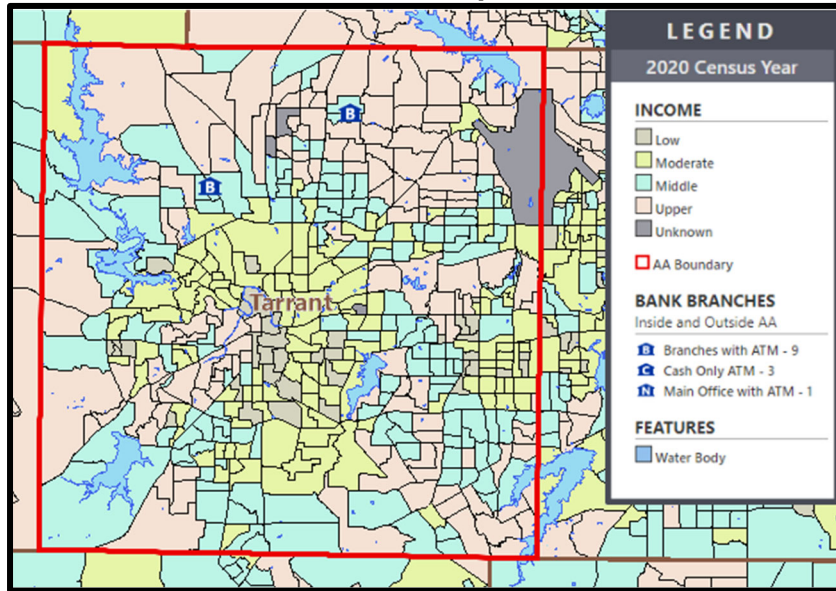 LEGEND
2020 Census Year
INCOME
Low
Moderate
Middle
Upper
Unknown
AA Boundary
BANK BRANCHES
Inside and Outside AA
B Branches with ATM - 9
C Cash Only ATM - 3
N Main Office with ATM - 1
FEATURES
Water Body
B
B
Tarrant